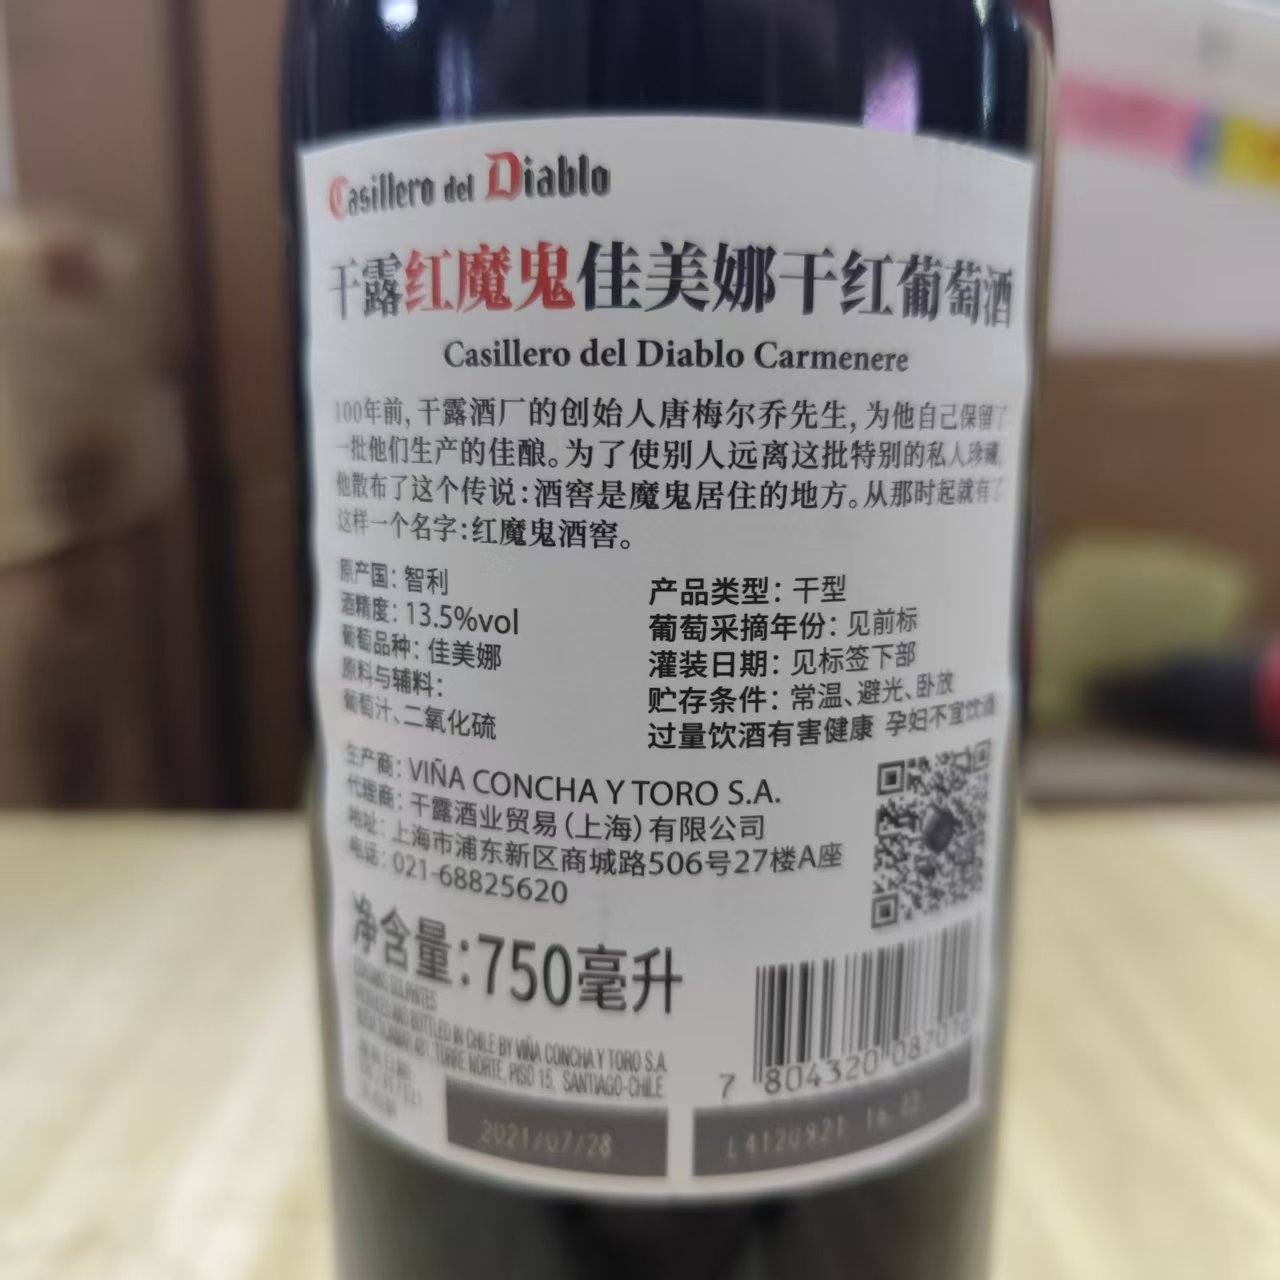 Casillero del Diablo
干露红魔鬼佳美娜干红葡萄酒
Casillero del Diablo Carmenere
100年前,干露酒厂的创始人唐梅尔乔先生,为他自己保留了
一批他们生产的佳酿。为了使别人远离这批特别的私人珍藏,
他散布了这个传说:酒窖是魔鬼居住的地方。从那时起就有了
这样一个名字:红魔鬼酒窖。
原产国: 智利
酒精度: 13.5%vol
葡萄品种: 佳美娜
原料与辅料:
葡萄汁、二氧化硫
产品类型: 干型
葡萄采摘年份: 见前标
灌装日期: 见标签下部
贮存条件: 常温、避光、卧放
过量饮酒有害健康 孕妇不宜饮酒
生产商: VIÑA CONCHA Y TORO S.A.
代理商: 干露酒业贸易(上海)有限公司
地址: 上海市浦东新区商城路506号27楼A座
电话: 021-68825620
净含量:750毫升
CONTAINS SULPHITES
PRODUCED AND BOTTLED IN CHILE BY VIÑA CONCHA Y TORO S.A.
TORRE NORTE, PISO 15. SANTIAGO-CHILE.
7 804320 087016
2021/07/28
L4120921